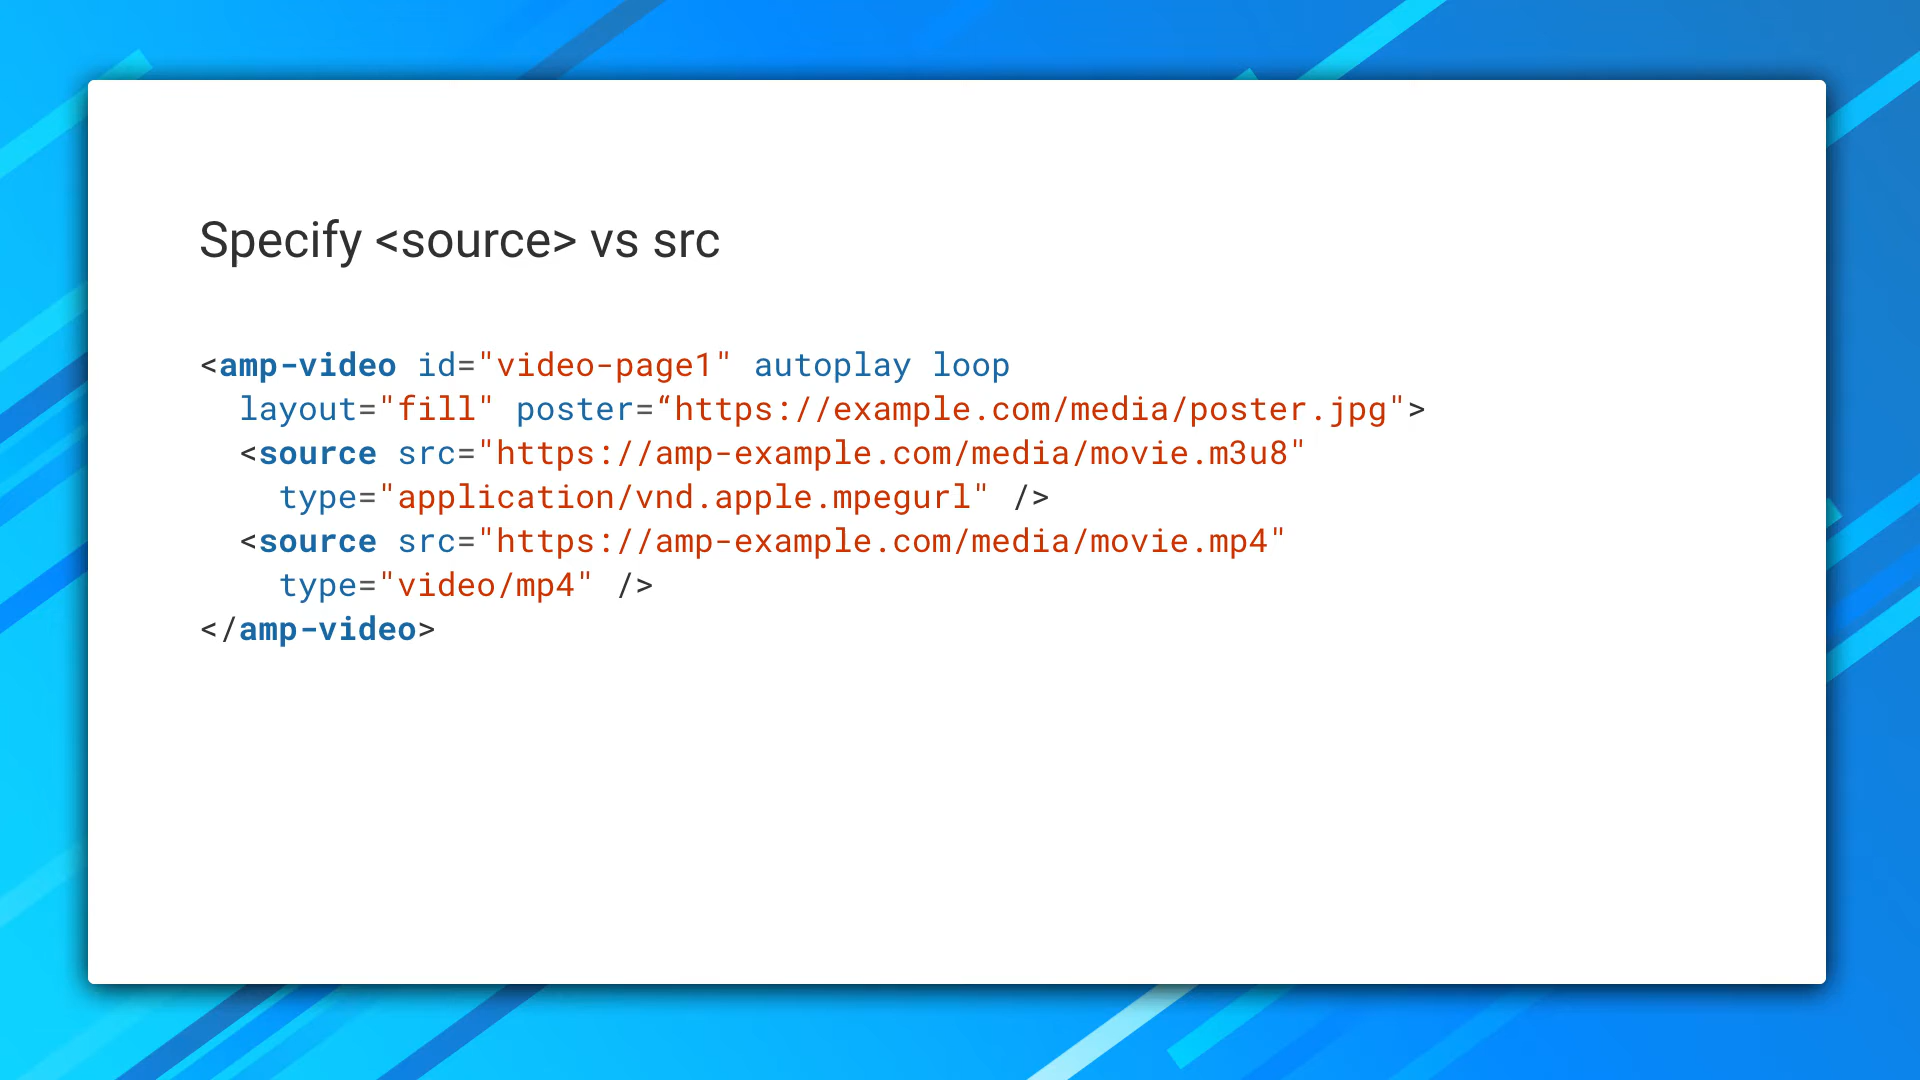 Specify <source> vs src
<amp-video id="video-page1" autoplay loop
layout="fill" poster=“https://example.com/media/poster.jpg">
<source src="https://amp-example.com/media/movie.m3u8"
type="application/vnd.apple.mpegurl" />
<source src="https://amp-example.com/media/movie.mp4"
type="video/mp4" />
</amp-video>